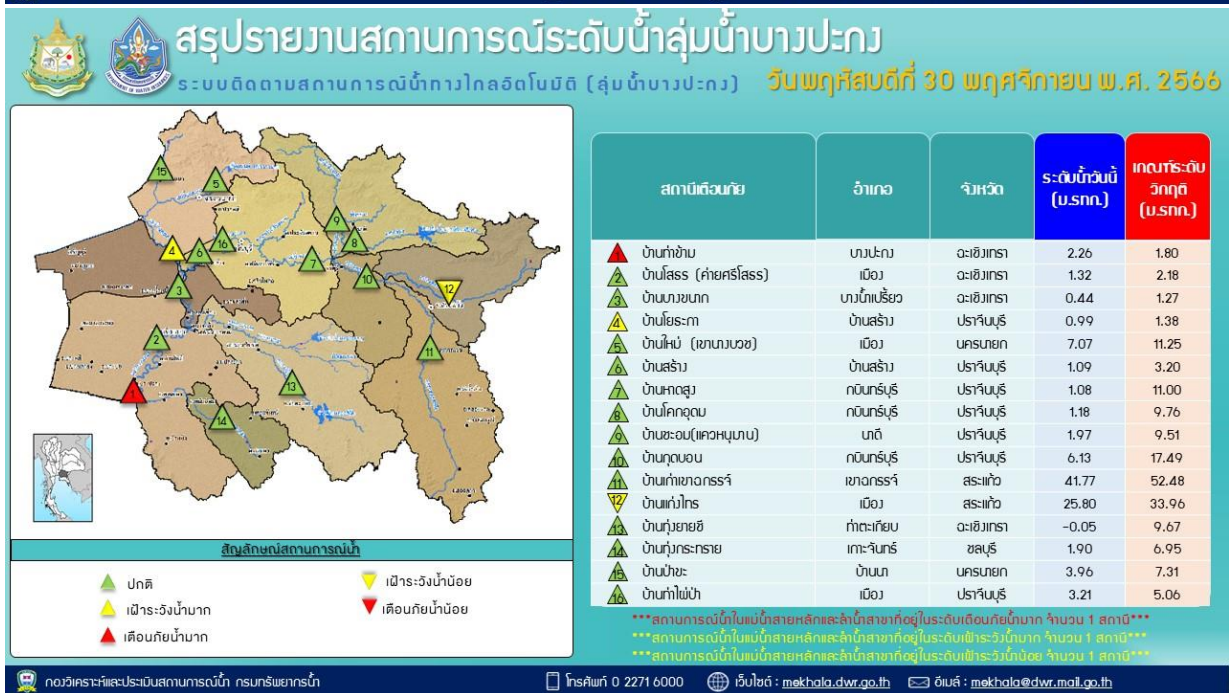 สรุปรายงานสถานการณ์ระดับน้ำลุ่มน้ำบางปะกง
ระบบติดตามสถานการณ์น้ำทางไกลอัตโนมัติ (ลุ่มน้ำบางปะกง) วันพฤหัสบดีที่ 30 พฤศจิกายน พ.ศ. 2566
สถานีเตือนภัย อำเภอ จังหวัด ระดับน้ำวันนี้ (ม.รทก.) เกณฑ์ระดับวิกฤติ (ม.รทก.)
1 บ้านท่าข้าม บางปะกง ฉะเชิงเทรา 2.26 1.80
2 บ้านโสธร (ค่ายศรีโสธร) เมือง ฉะเชิงเทรา 1.32 2.18
3 บ้านบางขนาก บางน้ำเปรี้ยว ฉะเชิงเทรา 0.44 1.27
4 บ้านโยธะกา บ้านสร้าง ปราจีนบุรี 0.99 1.38
5 บ้านใหม่ (เขานางบวช) เมือง นครนายก 7.07 11.25
6 บ้านสร้าง บ้านสร้าง ปราจีนบุรี 1.09 3.20
7 บ้านหาดสูง กบินทร์บุรี ปราจีนบุรี 1.08 11.00
8 บ้านโคกอุดม กบินทร์บุรี ปราจีนบุรี 1.18 9.76
9 บ้านชะอม(แควหนุมาน) นาดี ปราจีนบุรี 1.97 9.51
10 บ้านกุดบอน กบินทร์บุรี ปราจีนบุรี 6.13 17.49
11 บ้านเก่าเขาฉกรรจ์ เขาฉกรรจ์ สระแก้ว 41.77 52.48
12 บ้านแก่งไทร เมือง สระแก้ว 25.80 33.96
13 บ้านทุ่งยายชี ท่าตะเกียบ ฉะเชิงเทรา -0.05 9.67
14 บ้านทุ่งกระทราย เกาะจันทร์ ชลบุรี 1.90 6.95
15 บ้านป่าขะ บ้านนา นครนายก 3.96 7.31
16 บ้านท่าไผ่ป่า เมือง ปราจีนบุรี 3.21 5.06
***สถานการณ์น้ำในแม่น้ำสายหลักและลำน้ำสาขาที่อยู่ในระดับเตือนภัยน้ำมาก จำนวน 1 สถานี***
***สถานการณ์น้ำในแม่น้ำสายหลักและลำน้ำสาขาที่อยู่ในระดับเฝ้าระวังน้ำมาก จำนวน 1 สถานี***
***สถานการณ์น้ำในแม่น้ำสายหลักและลำน้ำสาขาที่อยู่ในระดับเฝ้าระวังน้ำน้อย จำนวน 1 สถานี***
สัญลักษณ์สถานการณ์น้ำ
ปกติ
เฝ้าระวังน้ำมาก
เตือนภัยน้ำมาก
เฝ้าระวังน้ำน้อย
เตือนภัยน้ำน้อย
กองวิเคราะห์และประเมินสถานการณ์น้ำ กรมทรัพยากรน้ำ โทรศัพท์ 0 2271 6000 เว็บไซต์ : mekhala.dwr.go.th อีเมล์ : mekhala@dwr.mail.go.th